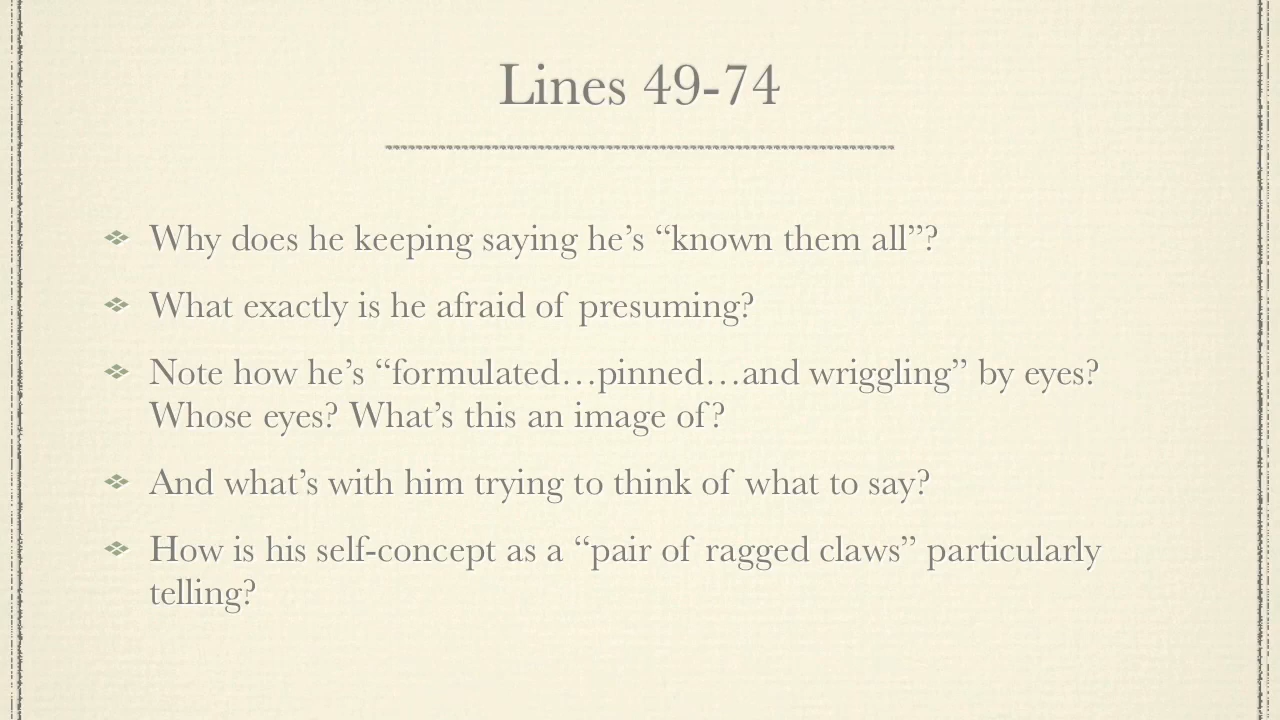 Lines 49-74
Why does he keeping saying he’s “known them all”?
What exactly is he afraid of presuming?
Note how he’s “formulated…pinned…and wriggling” by eyes?
Whose eyes? What’s this an image of?
And what’s with him trying to think of what to say?
How is his self-concept as a “pair of ragged claws” particularly
telling?